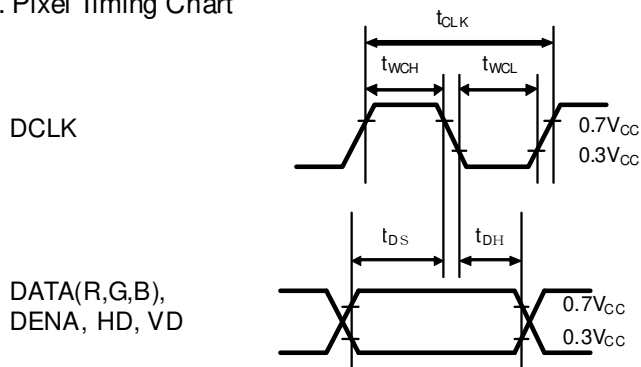 . Pixel Timing Chart
tCLK
tWCH
tWCL
DCLK
0.7VCC
0.3VCC
tDS
tDH
DATA(R,G,B),
DENA, HD, VD
0.7VCC
0.3VCC